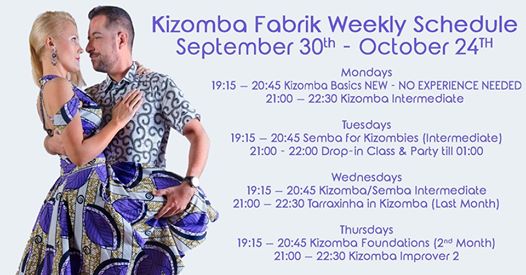 Kizomba Fabrik Weekly Schedule
September 30th - October 24TH
Mondays
19:15 – 20:45 Kizomba Basics NEW - NO EXPERIENCE NEEDED
21:00 – 22:30 Kizomba Intermediate
Tuesdays
19:15 – 20:45 Semba for Kizombies (Intermediate)
21:00 - 22:00 Drop-in Class & Party till 01:00
Wednesdays
19:15 – 20:45 Kizomba/Semba Intermediate
21:00 – 22:30 Tarraxinha in Kizomba (Last Month)
Thursdays
19:15 – 20:45 Kizomba Foundations (2nd Month)
21:00 – 22:30 Kizomba Improver 2